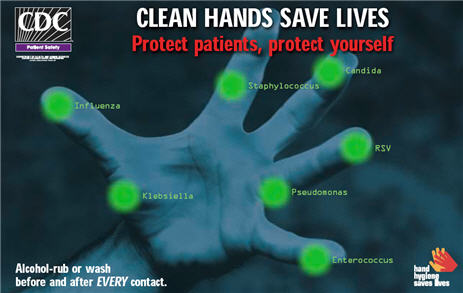 CDC
Patient Safety
CLEAN HANDS SAVE LIVES
Protect patients, protect yourself
Candida
Staphylococcus
Influenza
RSV
Klebsiella
Pseudomonas
Enterococcus
Alcohol-rub or wash
before and after EVERY contact.
hand
hygiene
saves lives